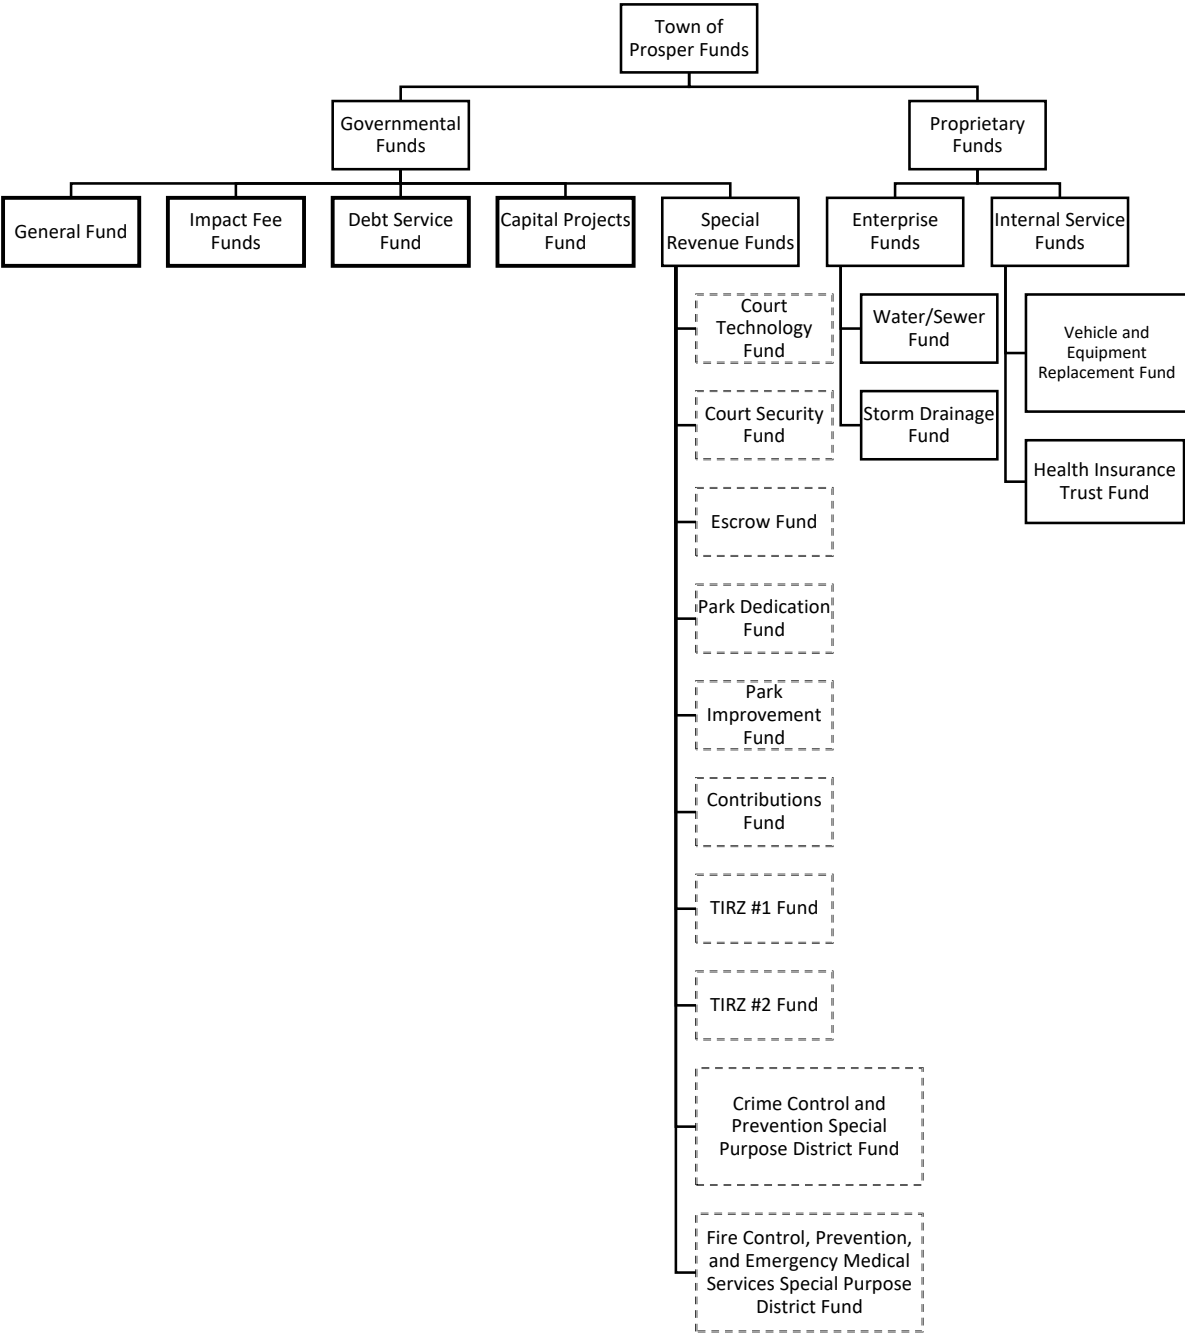 Town of
Prosper Funds
Governmental
Funds
Proprietary
Funds
General Fund
Impact Fee
Funds
Debt Service
Fund
Capital Projects
Fund
Special
Revenue Funds
Enterprise
Funds
Internal Service
Funds
Court
Technology
Fund
Court Security
Fund
Escrow Fund
Park Dedication
Fund
Park
Improvement
Fund
Contributions
Fund
TIRZ #1 Fund
TIRZ #2 Fund
Crime Control and
Prevention Special
Purpose District Fund
Fire Control, Prevention,
and Emergency Medical
Services Special Purpose
District Fund
Water/Sewer
Fund
Storm Drainage
Fund
Vehicle and
Equipment
Replacement Fund
Health Insurance
Trust Fund